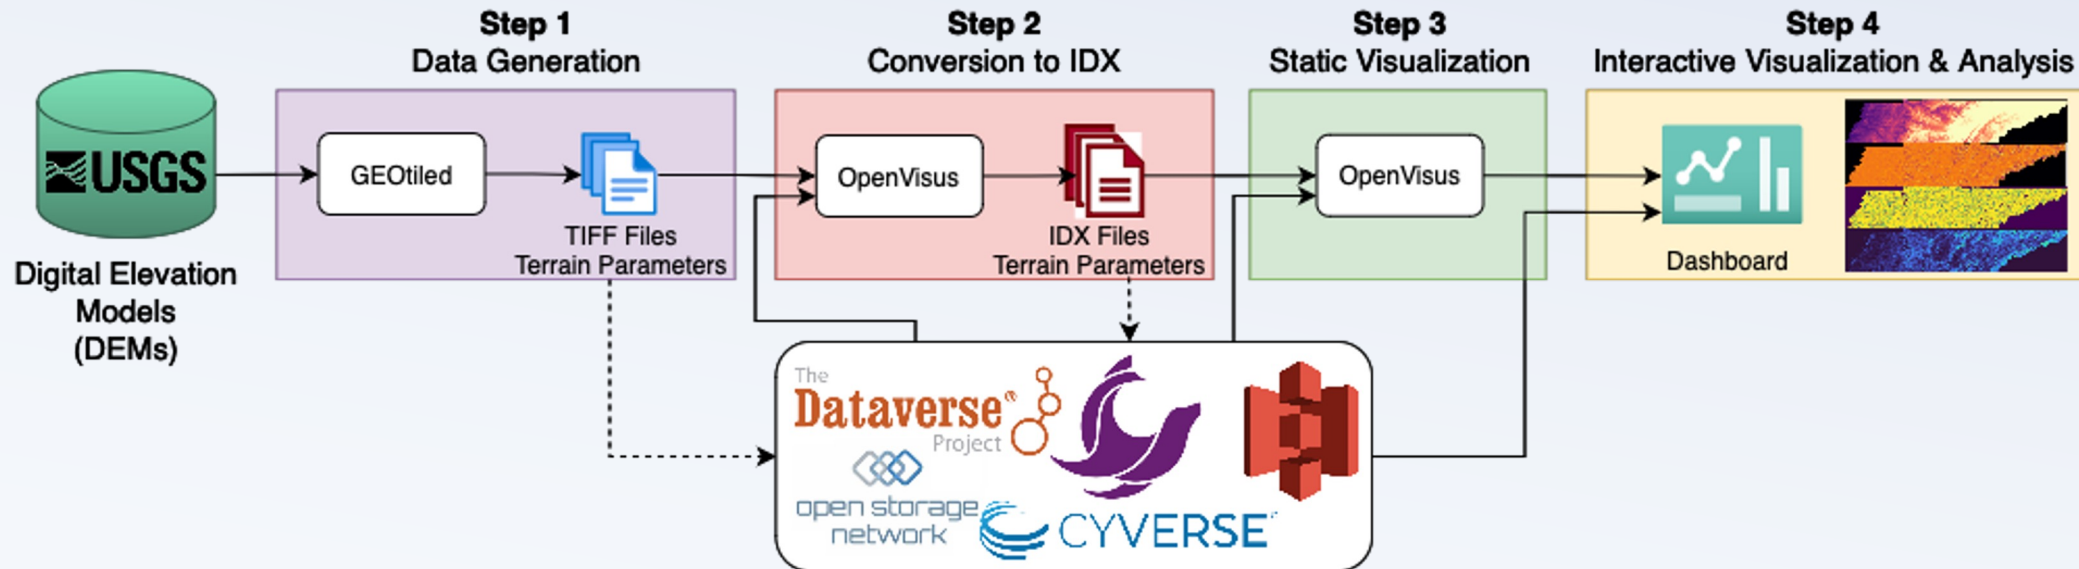 Step 1
Data Generation
Step 2
Conversion to IDX
Step 3
Static Visualization
Step 4
Interactive Visualization & Analysis
USGS
Digital Elevation
Models
(DEMs)
GEOtiled
TIFF Files
Terrain Parameters
OpenVisus
IDX Files
Terrain Parameters
OpenVisus
Dashboard
The
Dataverse®
Project
open storage
network
CYVERSE